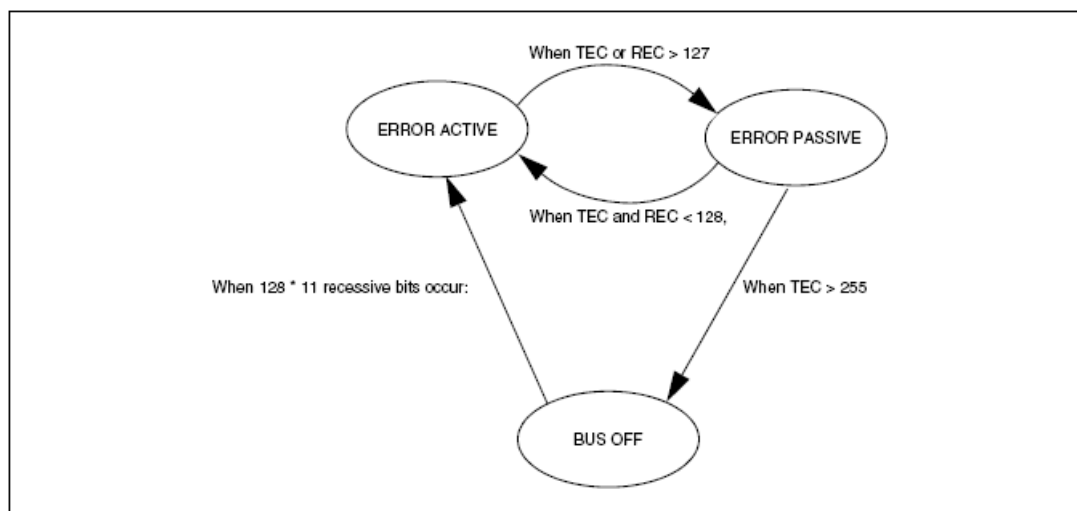 When TEC or REC > 127
ERROR ACTIVE
ERROR PASSIVE
When TEC and REC < 128,
When 128 * 11 recessive bits occur:
When TEC > 255
BUS OFF